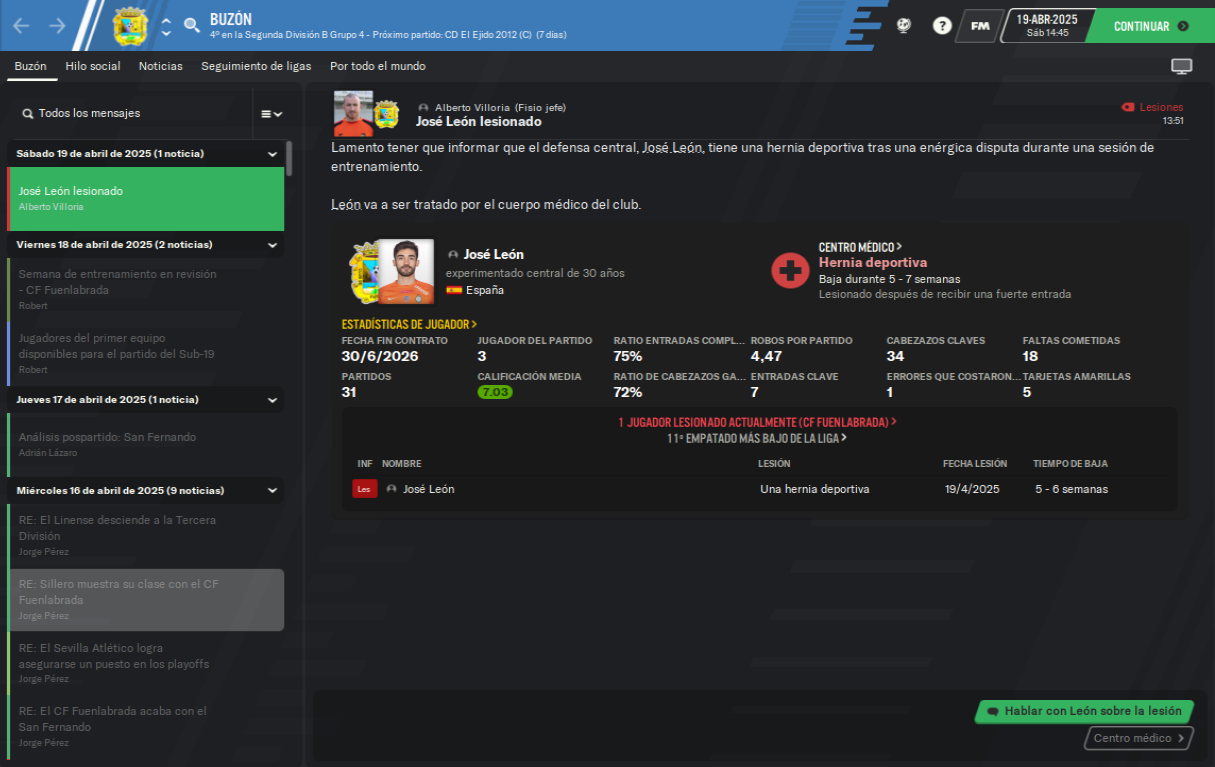 BUZÓN
4º en la Segunda División B Grupo 4 - Próximo partido: CD El Ejido 2012 (C) (7 días)
?
FM
19-ABR-2025
Sáb 14:45
CONTINUAR
Buzón
Hilo social
Noticias
Seguimiento de ligas
Por todo el mundo
Todos los mensajes
Sábado 19 de abril de 2025 (1 noticia)
José León lesionado
Alberto Villoria
Viernes 18 de abril de 2025 (2 noticias)
Semana de entrenamiento en revisión
- CF Fuenlabrada
Robert
Jugadores del primer equipo
disponibles para el partido del Sub-19
Robert
Jueves 17 de abril de 2025 (1 noticia)
Análisis pospartido: San Fernando
Adrián Lázaro
Miércoles 16 de abril de 2025 (9 noticias)
RE: El Linense desciende a la Tercera
División
Jorge Pérez
RE: Sillero muestra su clase con el CF
Fuenlabrada
Jorge Pérez
RE: El Sevilla Atlético logra
asegurarse un puesto en los playoffs
Jorge Pérez
RE: El CF Fuenlabrada acaba con el
San Fernando
Jorge Pérez
Alberto Villoria (Fisio jefe)
José León lesionado
Lesiones
13:51
Lamento tener que informar que el defensa central, José León, tiene una hernia deportiva tras una enérgica disputa durante una sesión de
entrenamiento.
León va a ser tratado por el cuerpo médico del club.
José León
experimentado central de 30 años
España
CENTRO MÉDICO >
Hernia deportiva
Baja durante 5 - 7 semanas
Lesionado después de recibir una fuerte entrada
ESTADÍSTICAS DE JUGADOR >
FECHA FIN CONTRATO JUGADOR DEL PARTIDO RATIO ENTRADAS COMPL... ROBOS POR PARTIDO CABEZAZOS CLAVES FALTAS COMETIDAS
30/6/2026 3 75% 4,47 34 18
PARTIDOS CALIFICACIÓN MEDIA RATIO DE CABEZAZOS GA... ENTRADAS CLAVE ERRORES QUE COSTARON... TARJETAS AMARILLAS
31 7.03 72% 7 1 5
1 JUGADOR LESIONADO ACTUALMENTE (CF FUENLABRADA) >
11º EMPATADO MÁS BAJO DE LA LIGA >
INF NOMBRE LESIÓN FECHA LESIÓN TIEMPO DE BAJA
Les José León Una hernia deportiva 19/4/2025 5 - 6 semanas
Hablar con León sobre la lesión
Centro médico >